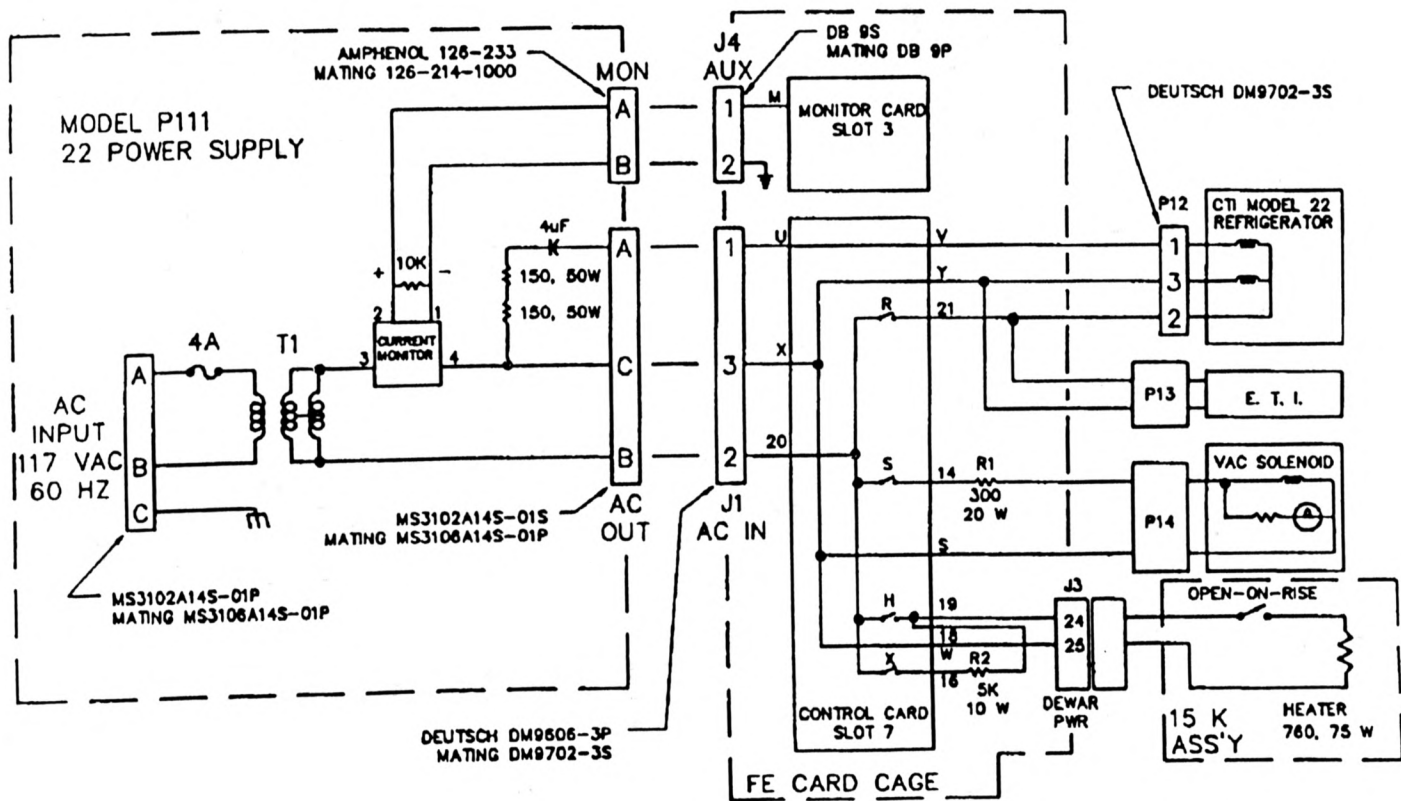 AMPHENOL 126-233
MATING 126-214-1000
MON
J4
AUX
DB 9S
MATING DB 9P
DEUTSCH DM9702-3S
MODEL P111
22 POWER SUPPLY
A
B
1
2
M
MONITOR CARD
SLOT 3
P12
CTI MODEL 22
REFRIGERATOR
4uF
150, 50W
150, 50W
+
10K
-
2
1
CURRENT
MONITOR
3
4
A
C
B
1
3
2
U
V
Y
R
21
X
20
1
3
2
P13
E. T. I.
4A
T1
AC
INPUT
117 VAC
60 HZ
A
B
C
S
14
R1
300
20 W
S
P14
VAC SOLENOID
MS3102A14S-01S
MATING MS3106A14S-01P
AC
OUT
J1
AC IN
MS3102A14S-01P
MATING MS3106A14S-01P
H
19
18
W
X
16
R2
5K
10 W
J3
24
25
DEWAR
PWR
OPEN-ON-RISE
15 K
ASS'Y
HEATER
760, 75 W
DEUTSCH DM9606-3P
MATING DM9702-3S
CONTROL CARD
SLOT 7
FE CARD CAGE